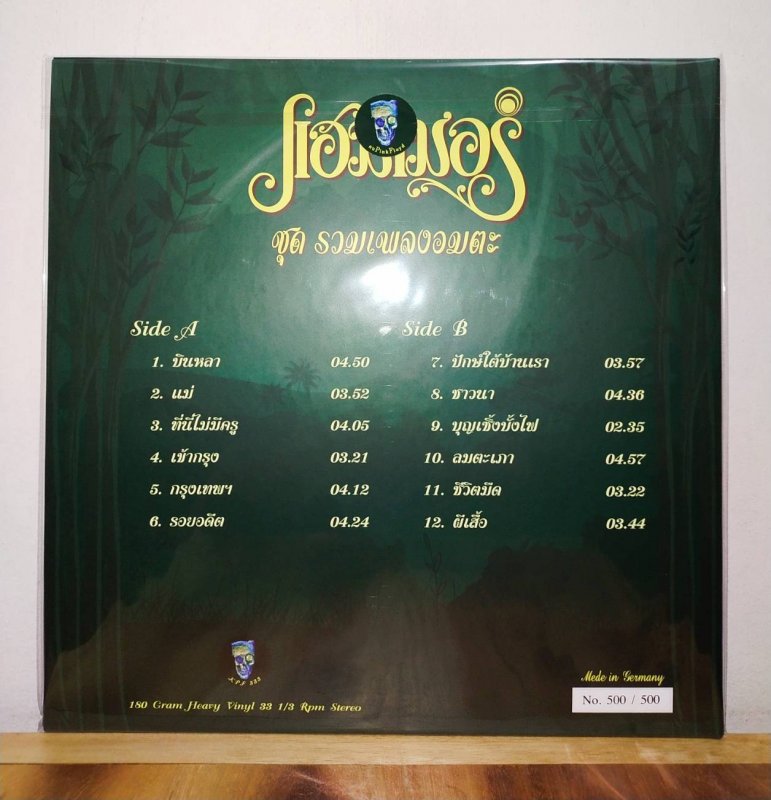 แฮมเมอร์
ชุด รวมเพลงอมตะ
Side A
1. บินหลา 04.50
2. แม่ 03.52
3. ที่นี่ไม่มีครู 04.05
4. เข้ากรุง 03.21
5. กรุงเทพฯ 04.12
6. รอบอดีต 04.24
Side B
7. ปักษ์ใต้บ้านเรา 03.57
8. ชาวนา 04.36
9. บุญเซิ้งบั้งไฟ 02.35
10. ลมตะเภา 04.57
11. ชีวิตมืด 03.22
12. ผีเสื้อ 03.44
180 Gram Heavy Vinyl 33 1/3 Rpm Stereo
Mede in Germany
No. 500 / 500